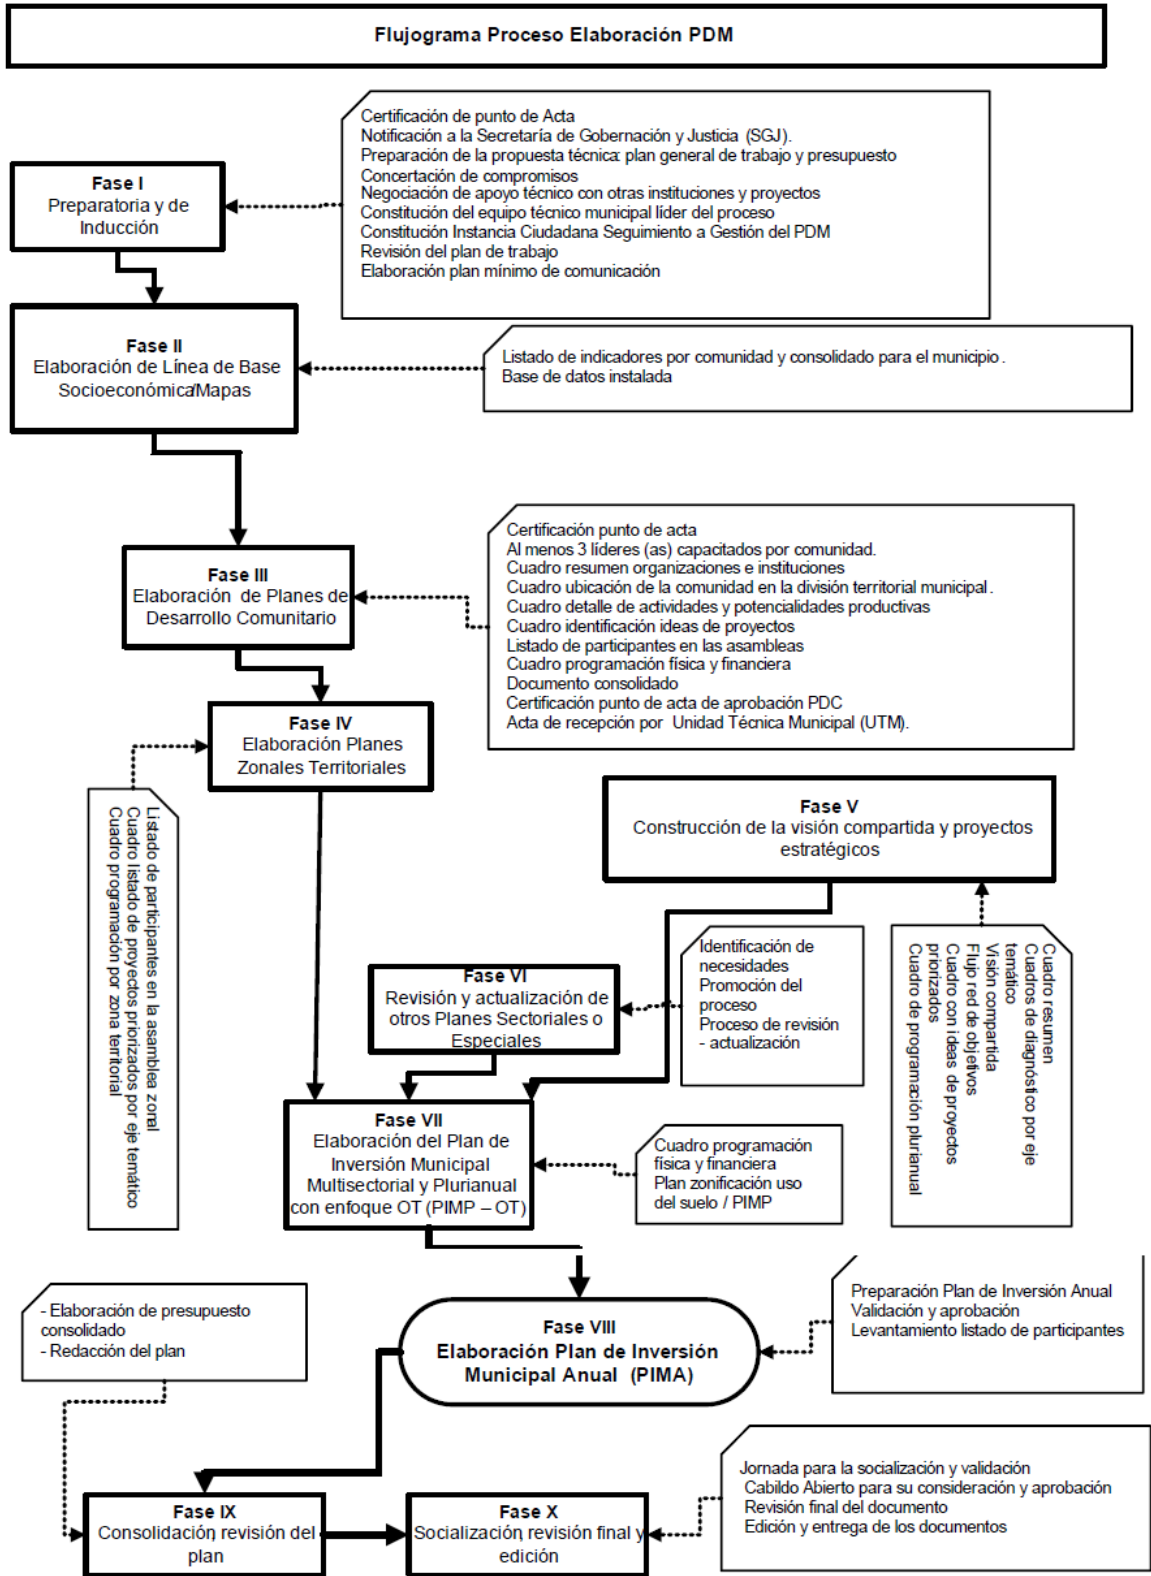 Flujograma Proceso Elaboración PDM
Certificación de punto de Acta
Notificación a la Secretaría de Gobernación y Justicia (SGJ).
Preparación de la propuesta técnica: plan general de trabajo y presupuesto
Concertación de compromisos
Negociación de apoyo técnico con otras instituciones y proyectos
Constitución del equipo técnico municipal líder del proceso
Constitución Instancia Ciudadana Seguimiento a Gestión del PDM
Revisión del plan de trabajo
Elaboración plan mínimo de comunicación
Fase I
Preparatoria y de
Inducción
Fase II
Elaboración de Línea de Base
Socioeconómica/Mapas
Listado de indicadores por comunidad y consolidado para el municipio.
Base de datos instalada
Fase III
Elaboración de Planes de
Desarrollo Comunitario
Certificación punto de acta
Al menos 3 líderes (as) capacitados por comunidad.
Cuadro resumen organizaciones e instituciones
Cuadro ubicación de la comunidad en la división territorial municipal.
Cuadro detalle de actividades y potencialidades productivas
Cuadro identificación ideas de proyectos
Listado de participantes en las asambleas
Cuadro programación física y financiera
Documento consolidado
Certificación punto de acta de aprobación PDC
Acta de recepción por Unidad Técnica Municipal (UTM).
Fase IV
Elaboración Planes
Zonales Territoriales
Listado de participantes en la asamblea zonal
Cuadro listado de proyectos priorizados por eje temático
Cuadro programación por zona territorial
Fase V
Construcción de la visión compartida y proyectos
estratégicos
Cuadro resumen
Cuadros de diagnóstico por eje
temático
Visión compartida
Flujo red de objetivos
Cuadro con ideas de proyectos
priorizados
Cuadro de programación plurianual
Fase VI
Revisión y actualización de
otros Planes Sectoriales o
Especiales
Identificación de
necesidades
Promoción del
proceso
Proceso de revisión
- actualización
Fase VII
Elaboración del Plan de
Inversión Municipal
Multisectorial y Plurianual
con enfoque OT (PIMP – OT)
Cuadro programación
física y financiera
Plan zonificación uso
del suelo / PIMP
Fase VIII
Elaboración Plan de Inversión
Municipal Anual (PIMA)
Preparación Plan de Inversión Anual
Validación y aprobación
Levantamiento listado de participantes
- Elaboración de presupuesto
consolidado
- Redacción del plan
Fase IX
Consolidación, revisión del
plan
Fase X
Socialización, revisión final y
edición
Jornada para la socialización y validación
Cabildo Abierto para su consideración y aprobación
Revisión final del documento
Edición y entrega de los documentos